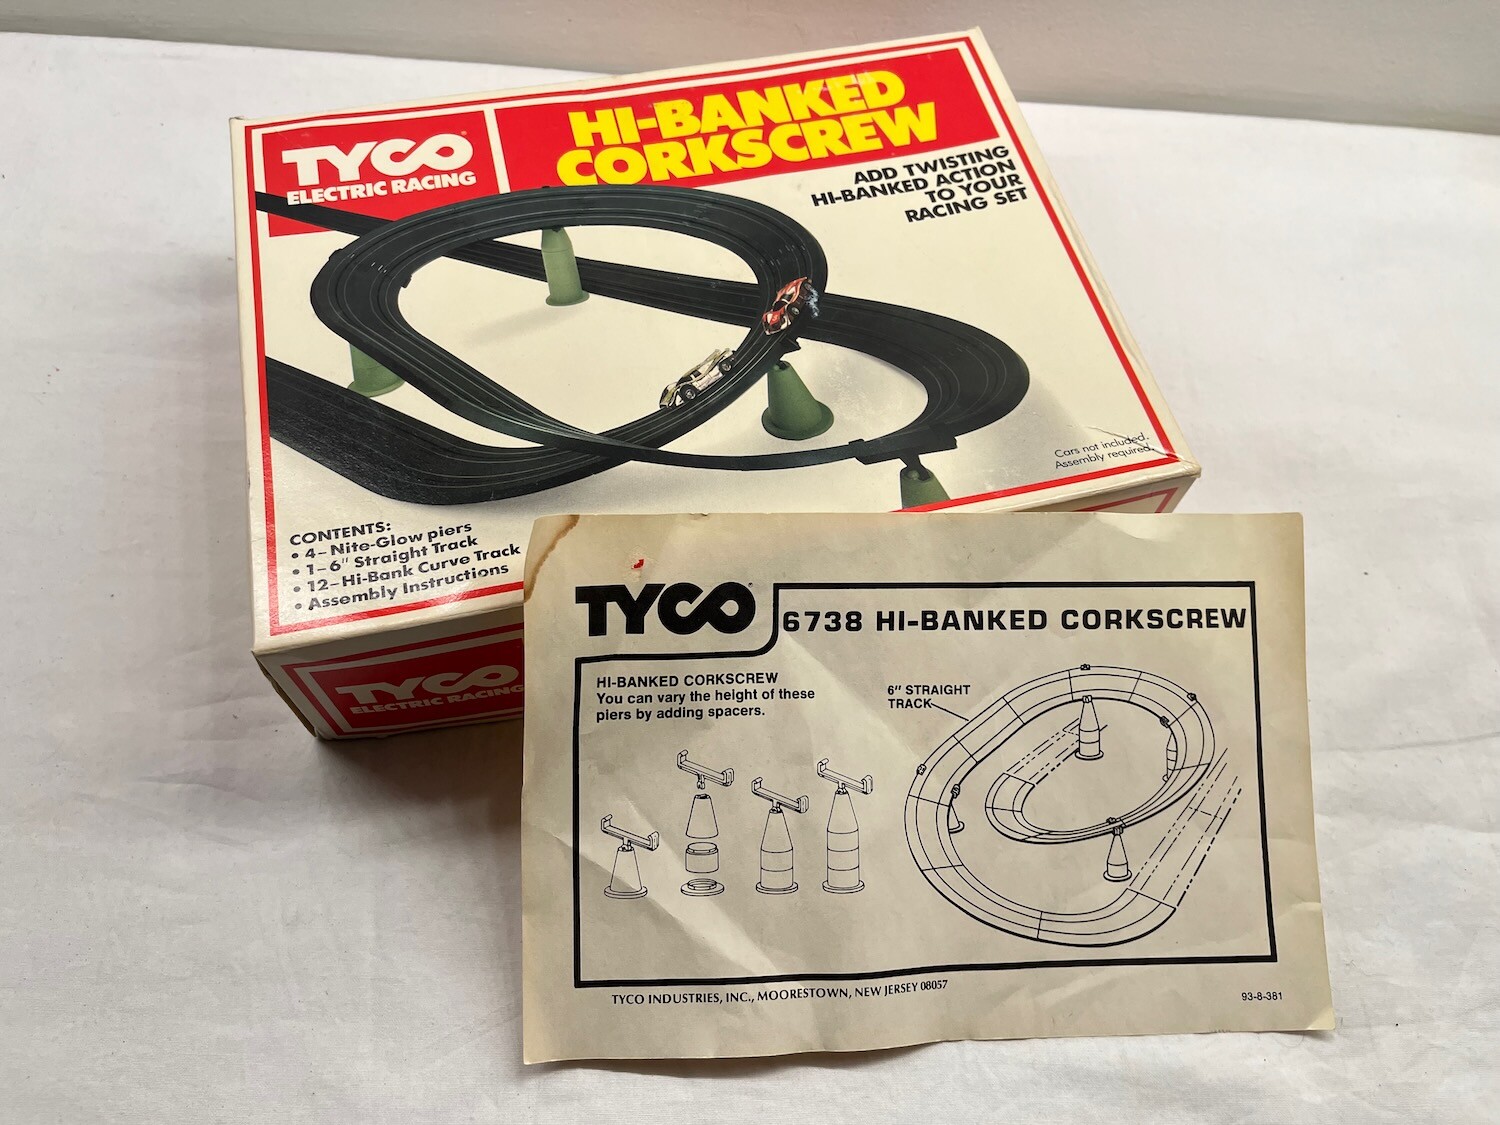 TYCO
ELECTRIC RACING
HI-BANKED
CORKSCREW
ADD TWISTING
HI-BANKED ACTION
TO YOUR
RACING SET
Cars not included.
Assembly required.
CONTENTS:
• 4–Nite-Glow piers
• 1–6" Straight Track
• 12–Hi-Bank Curve Track
• Assembly Instructions
TYCO
ELECTRIC RACING
TYCO
6738 HI-BANKED CORKSCREW
HI-BANKED CORKSCREW
You can vary the height of these
piers by adding spacers.
6" STRAIGHT
TRACK
TYCO INDUSTRIES, INC., MOORESTOWN, NEW JERSEY 08057
93-8-381